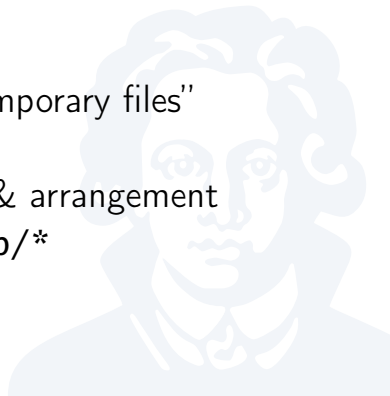 mporary files”
& arrangement
p/*